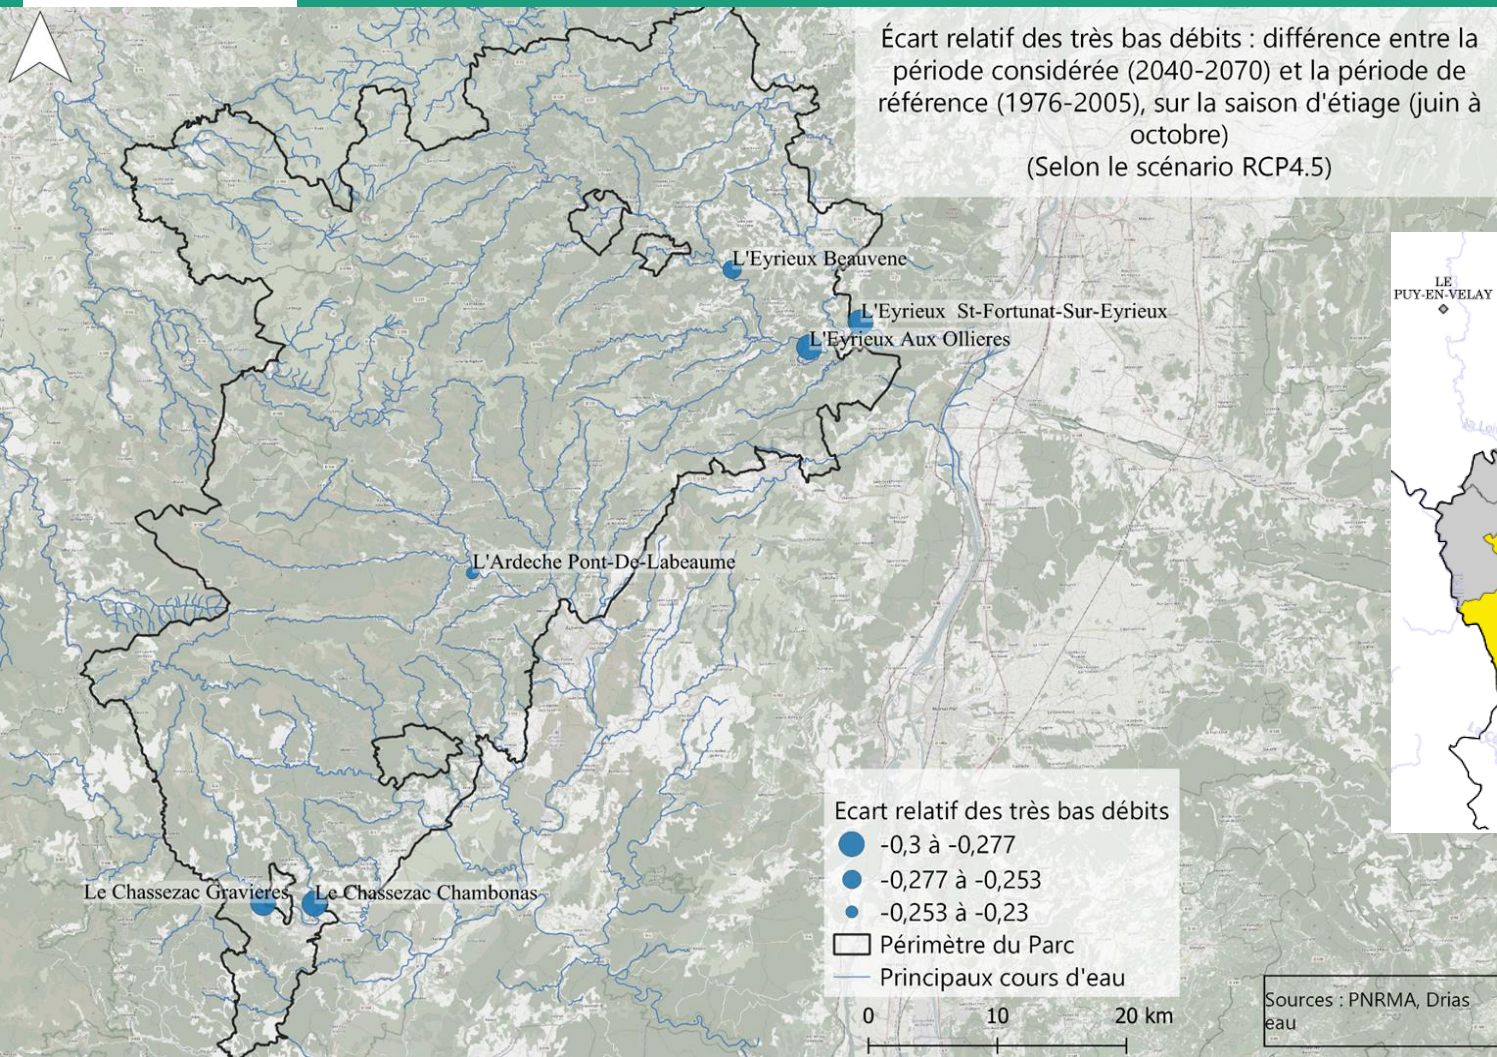 Écart relatif des très bas débits : différence entre la
période considérée (2040-2070) et la période de
référence (1976-2005), sur la saison d'étiage (juin à
octobre)
(Selon le scénario RCP4.5)
L'Eyrieux Beauvene
LE
PUY-EN-VELAY
L'Eyrieux St-Fortunat-Sur-Eyrieux
L'Eyrieux Aux Ollieres
L'Ardeche Pont-De-Labeaume
Le Chassezac Gravieres
Le Chassezac Chambonas
Ecart relatif des très bas débits
-0,3 à -0,277
-0,277 à -0,253
-0,253 à -0,23
Périmètre du Parc
Principaux cours d'eau
0 10 20 km
Sources : PNRMA, Drias
eau